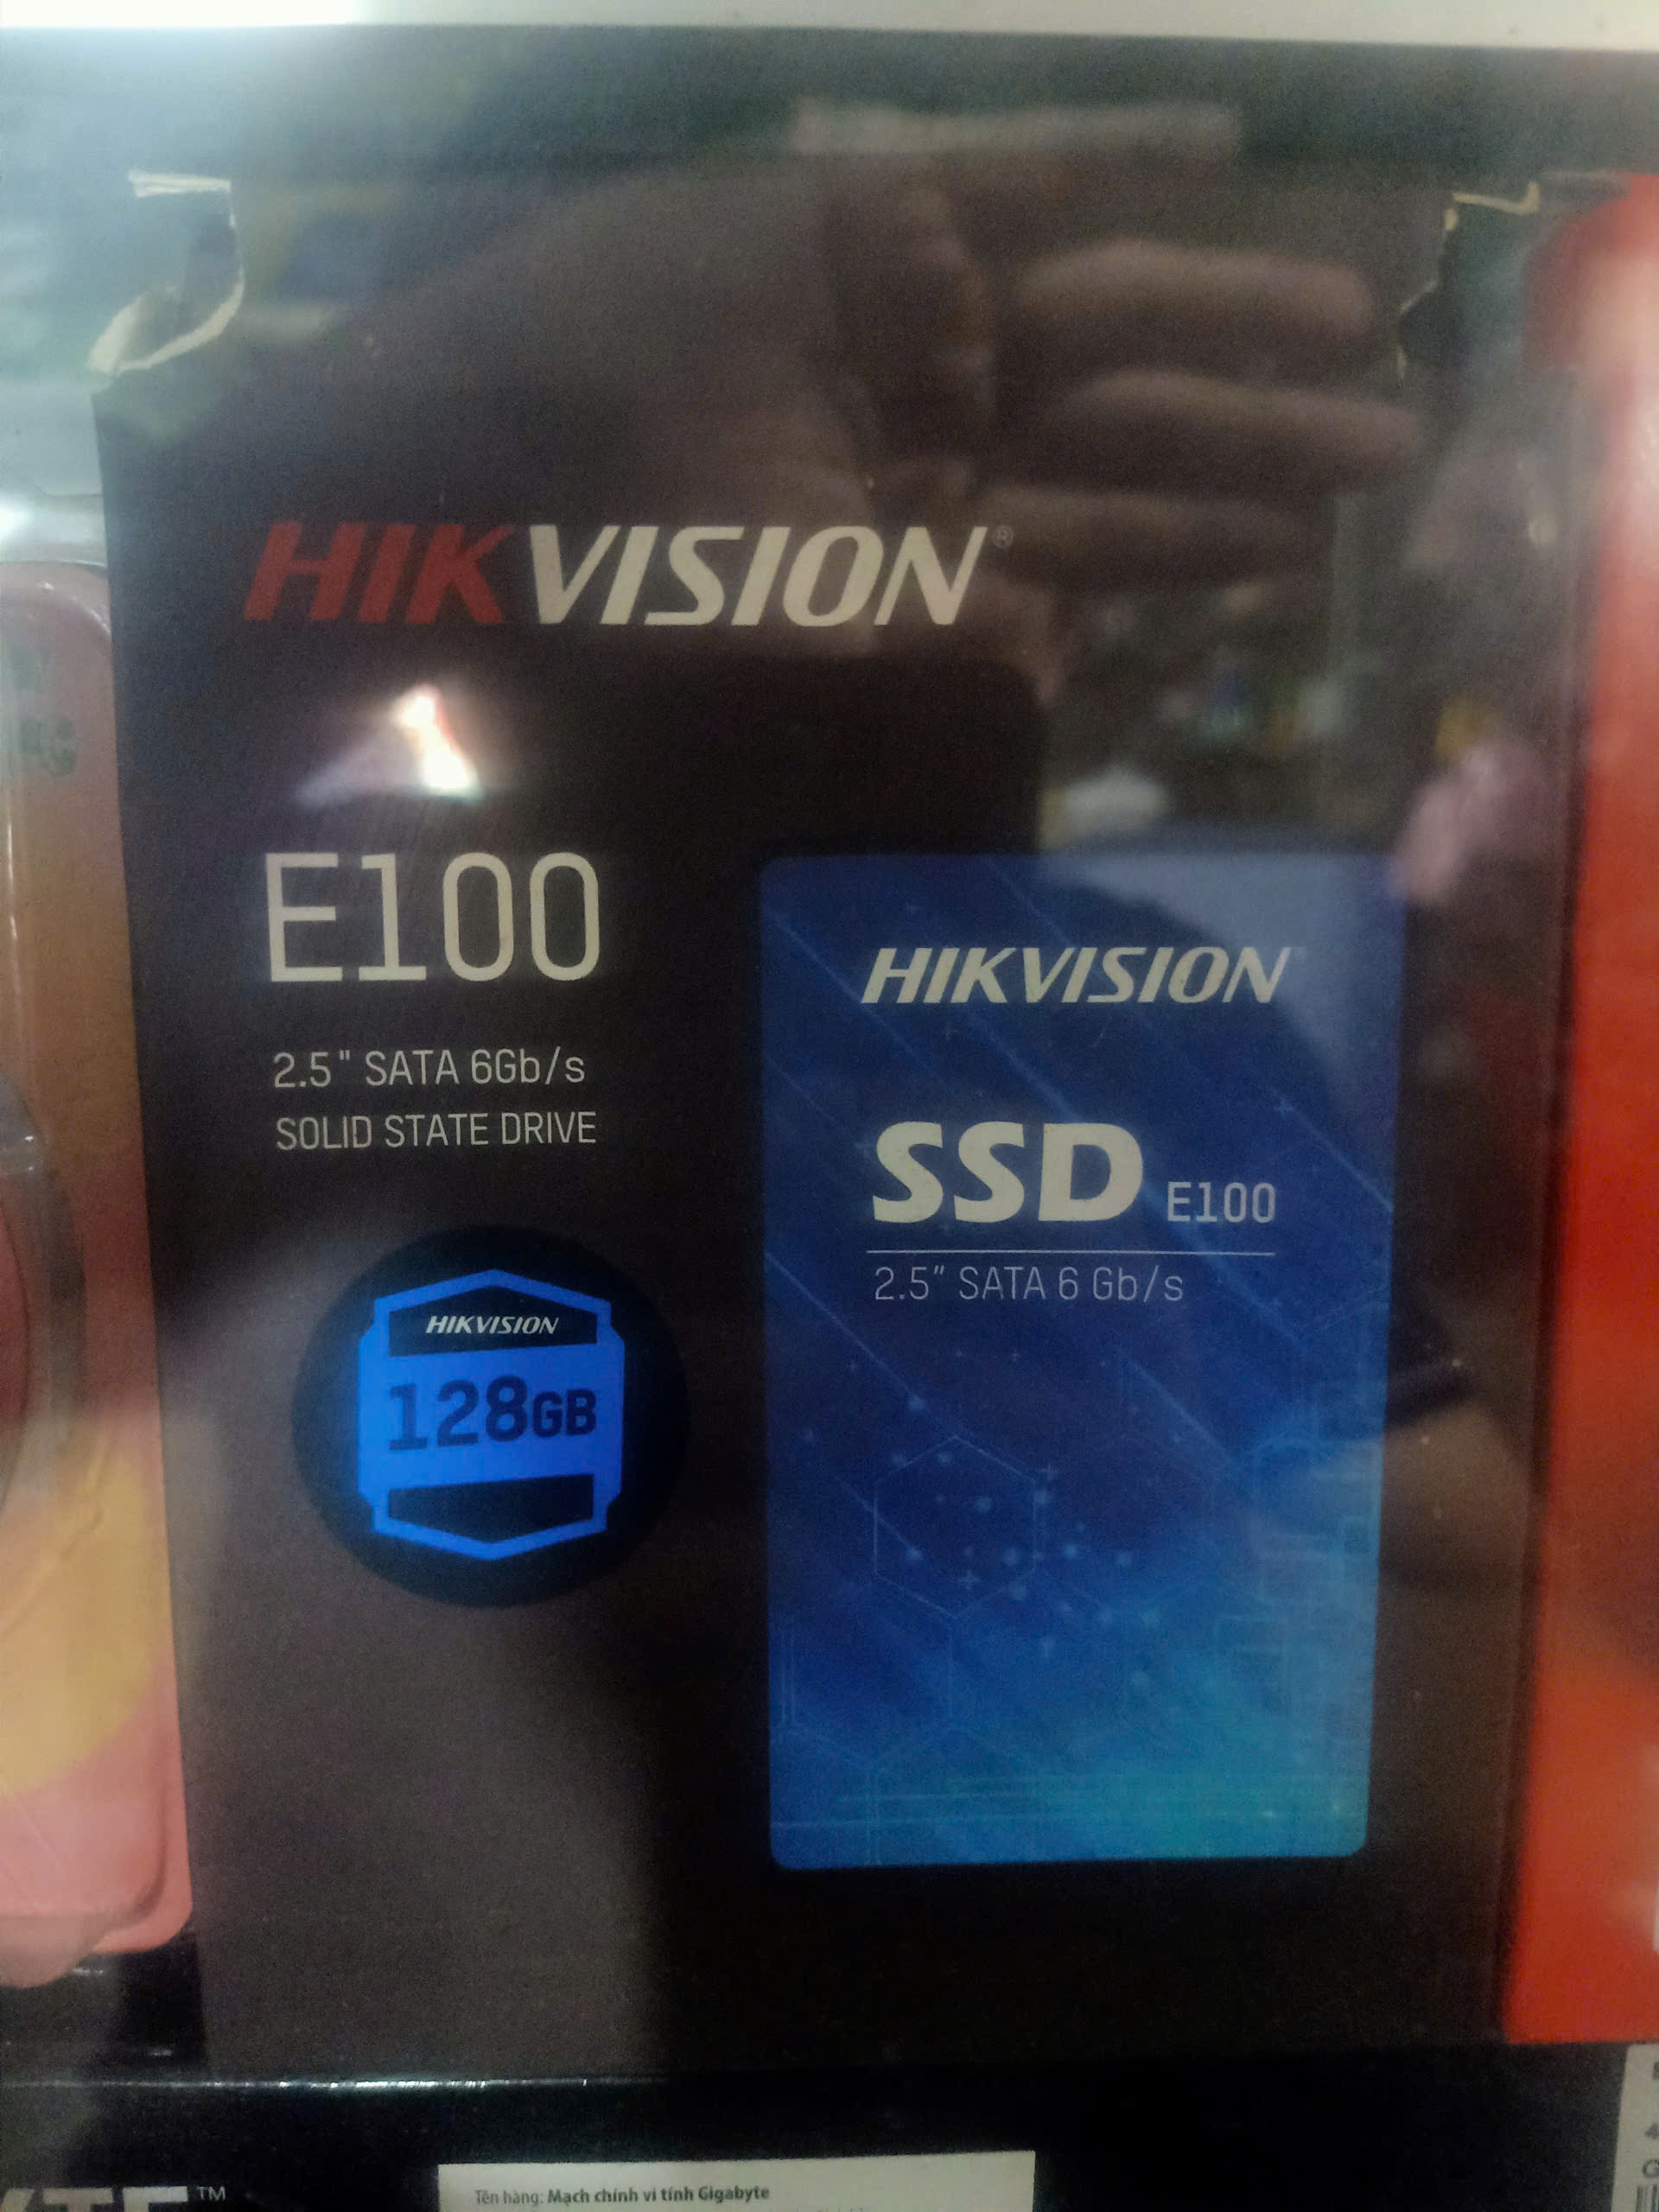 HIKVISION®
E100
2.5" SATA 6Gb/s
SOLID STATE DRIVE
HIKVISION
128GB
HIKVISION
SSD E100
2.5" SATA 6 Gb/s
TM
Tên hàng: Mạch chính vi tính Gigabyte